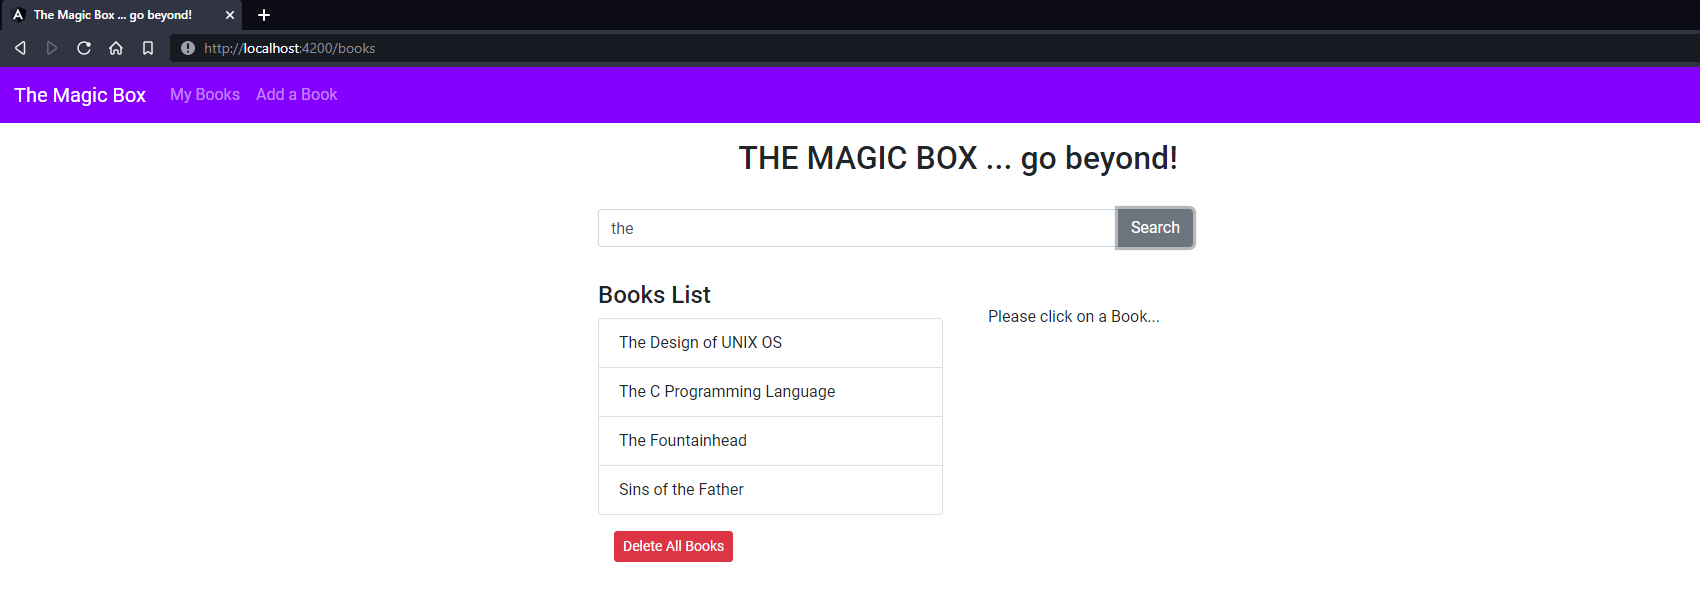 The Magic Box ... go beyond!
http://localhost:4200/books
The Magic Box My Books Add a Book
THE MAGIC BOX ... go beyond!
the Search
Books List
Please click on a Book...
The Design of UNIX OS
The C Programming Language
The Fountainhead
Sins of the Father
Delete All Books